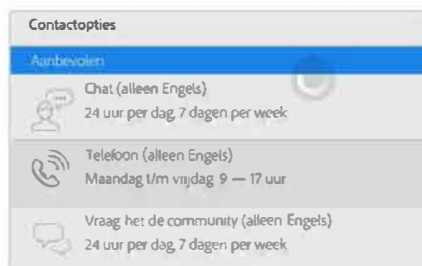 Contactopties
Aanbevolen
Chat (alleen Engels)
24 uur per dag, 7 dagen per week
Telefoon (alleen Engels)
Maandag t/m vrijdag 9 — 17 uur
Vraag het de community (alleen Engels)
24 uur per dag, 7 dagen per week